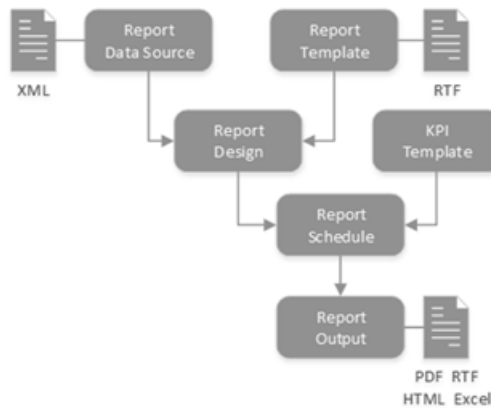 Report
Data Source
Report
Template
XML
RTF
Report
Design
KPI
Template
Report
Schedule
Report
Output
PDF RTF
HTML Excel